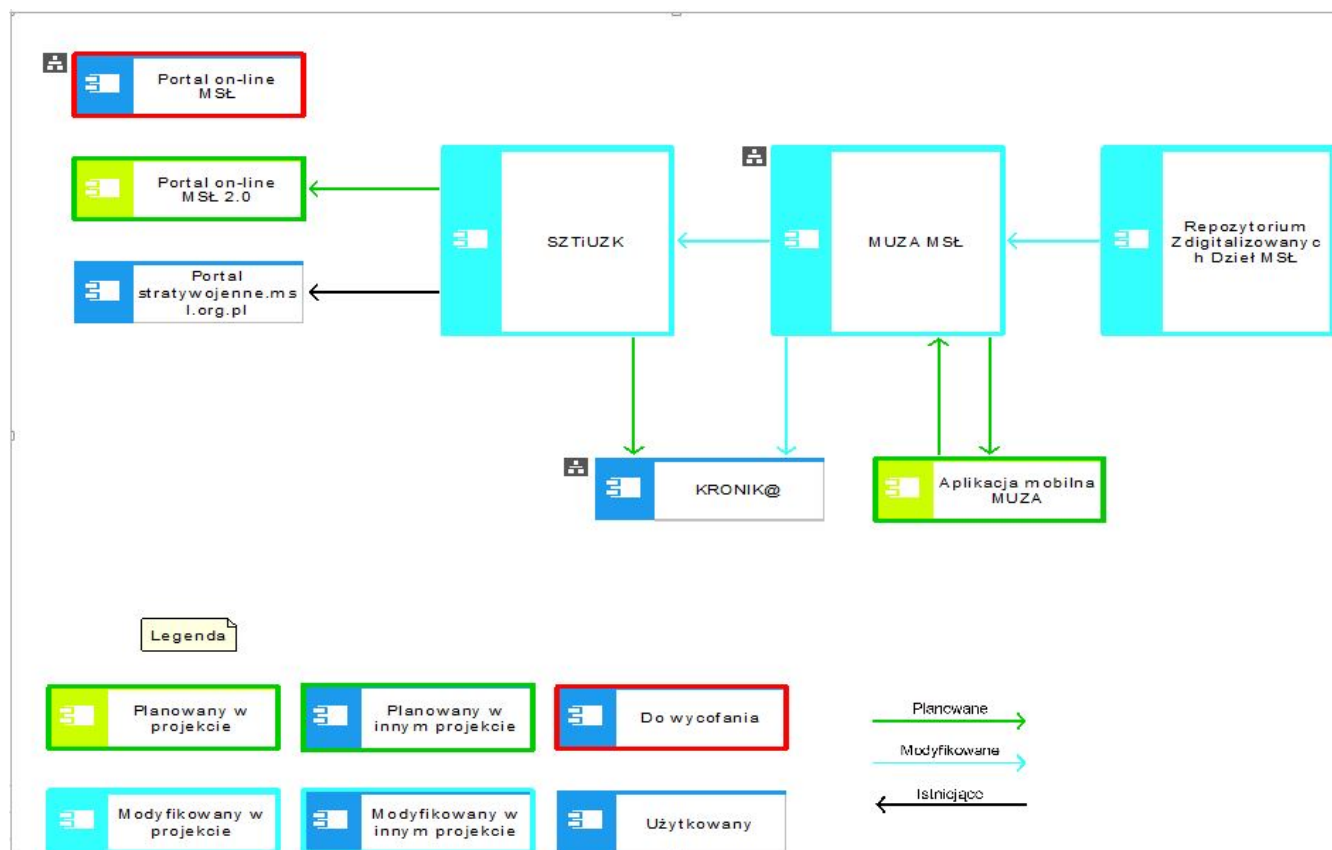 Portal on-line
MSŁ
Portal on-line
MSŁ 2.0
Portal
stratywojenne.ms
l.org.pl
SZTiUZK
MUZA MSŁ
Repozytorium
Zdigitalizowanyc
h Dzieł MSŁ
KRONIK@
Aplikacja mobilna
MUZA
Legenda
Planowany w
projekcie
Planowany w
innym projekcie
Do wycofania
Modyfikowany w
projekcie
Modyfikowany w
innym projekcie
Użytkowany
Planowane
Modyfikowane
Istniejące